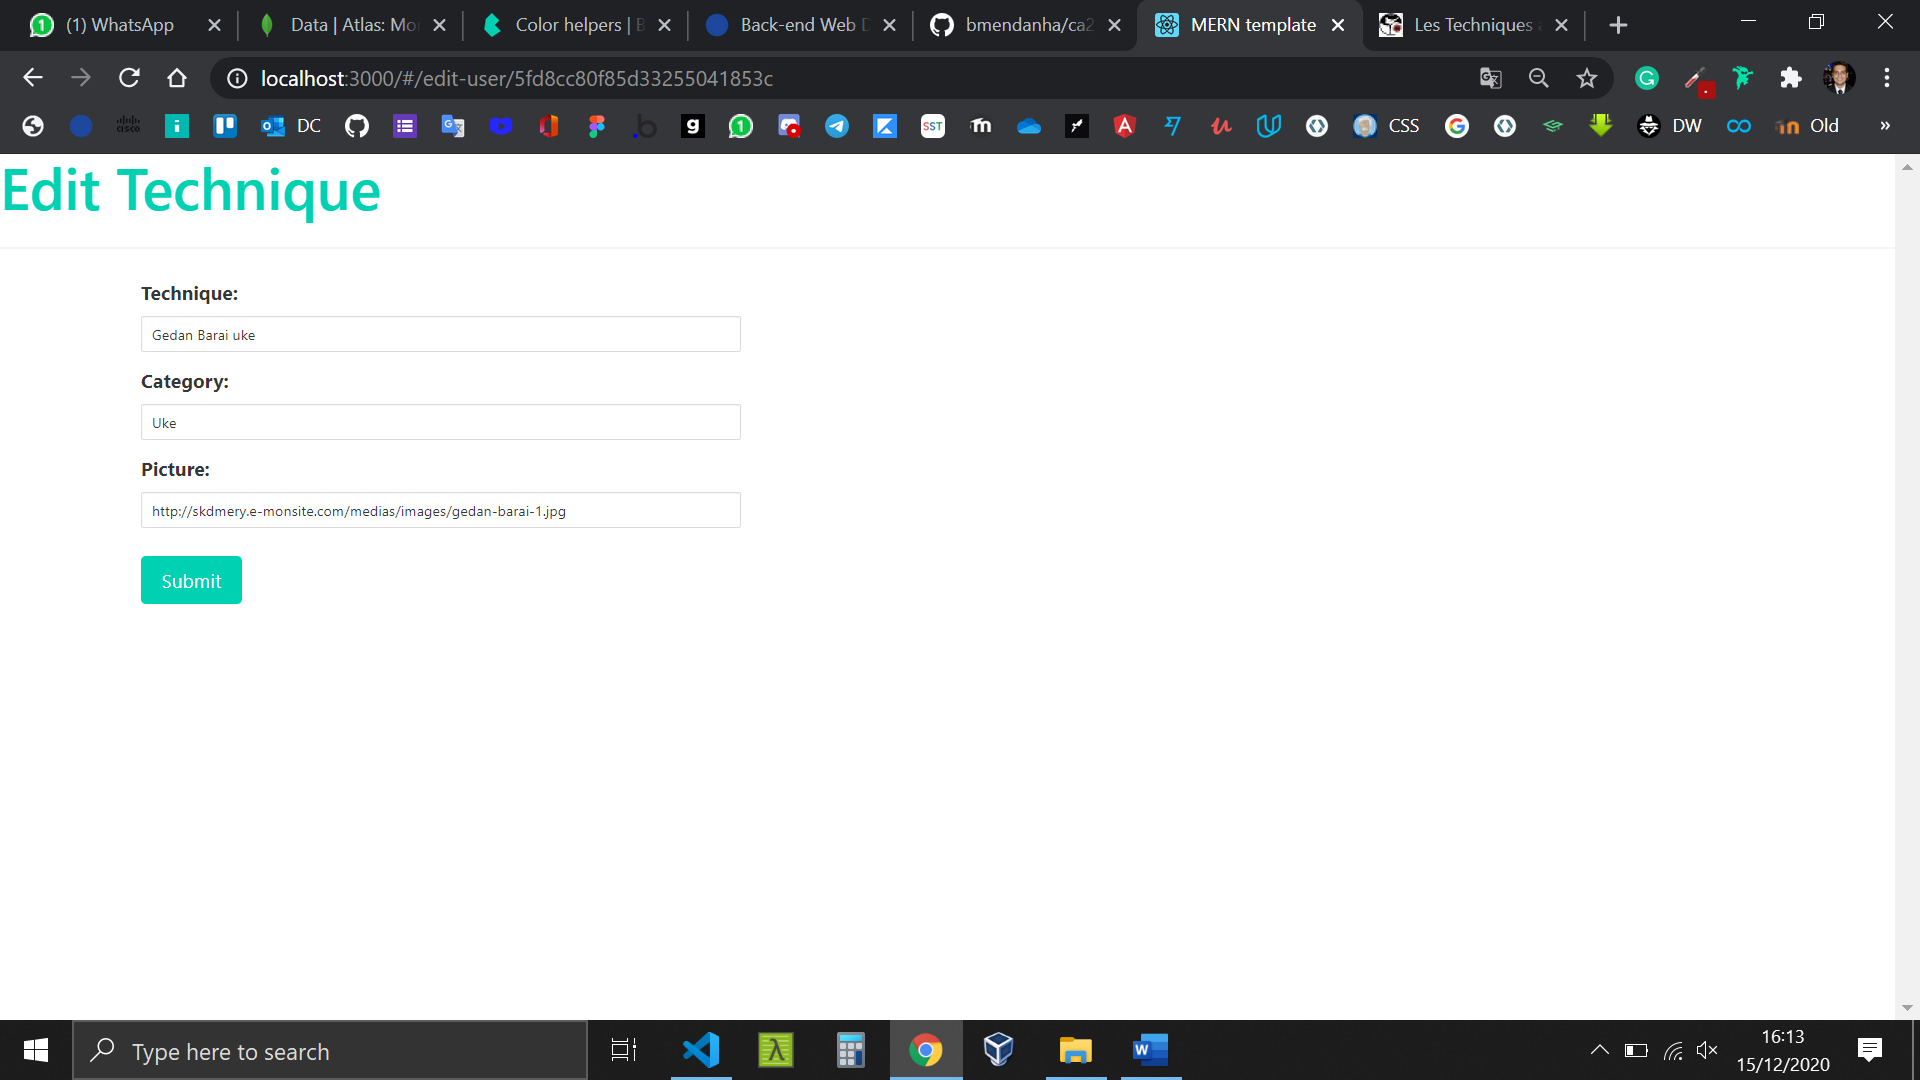 (1) WhatsApp
Data | Atlas: Mo
Color helpers | B
Back-end Web D
bmendanha/ca2
MERN template
Les Techniques
localhost:3000/#/edit-user/5fd8cc80f85d33255041853c
DC
CSS
DW
Old
»
Edit Technique
Technique:
Gedan Barai uke
Category:
Uke
Picture:
http://skdmery.e-monsite.com/medias/images/gedan-barai-1.jpg
Submit
Type here to search
16:13
15/12/2020